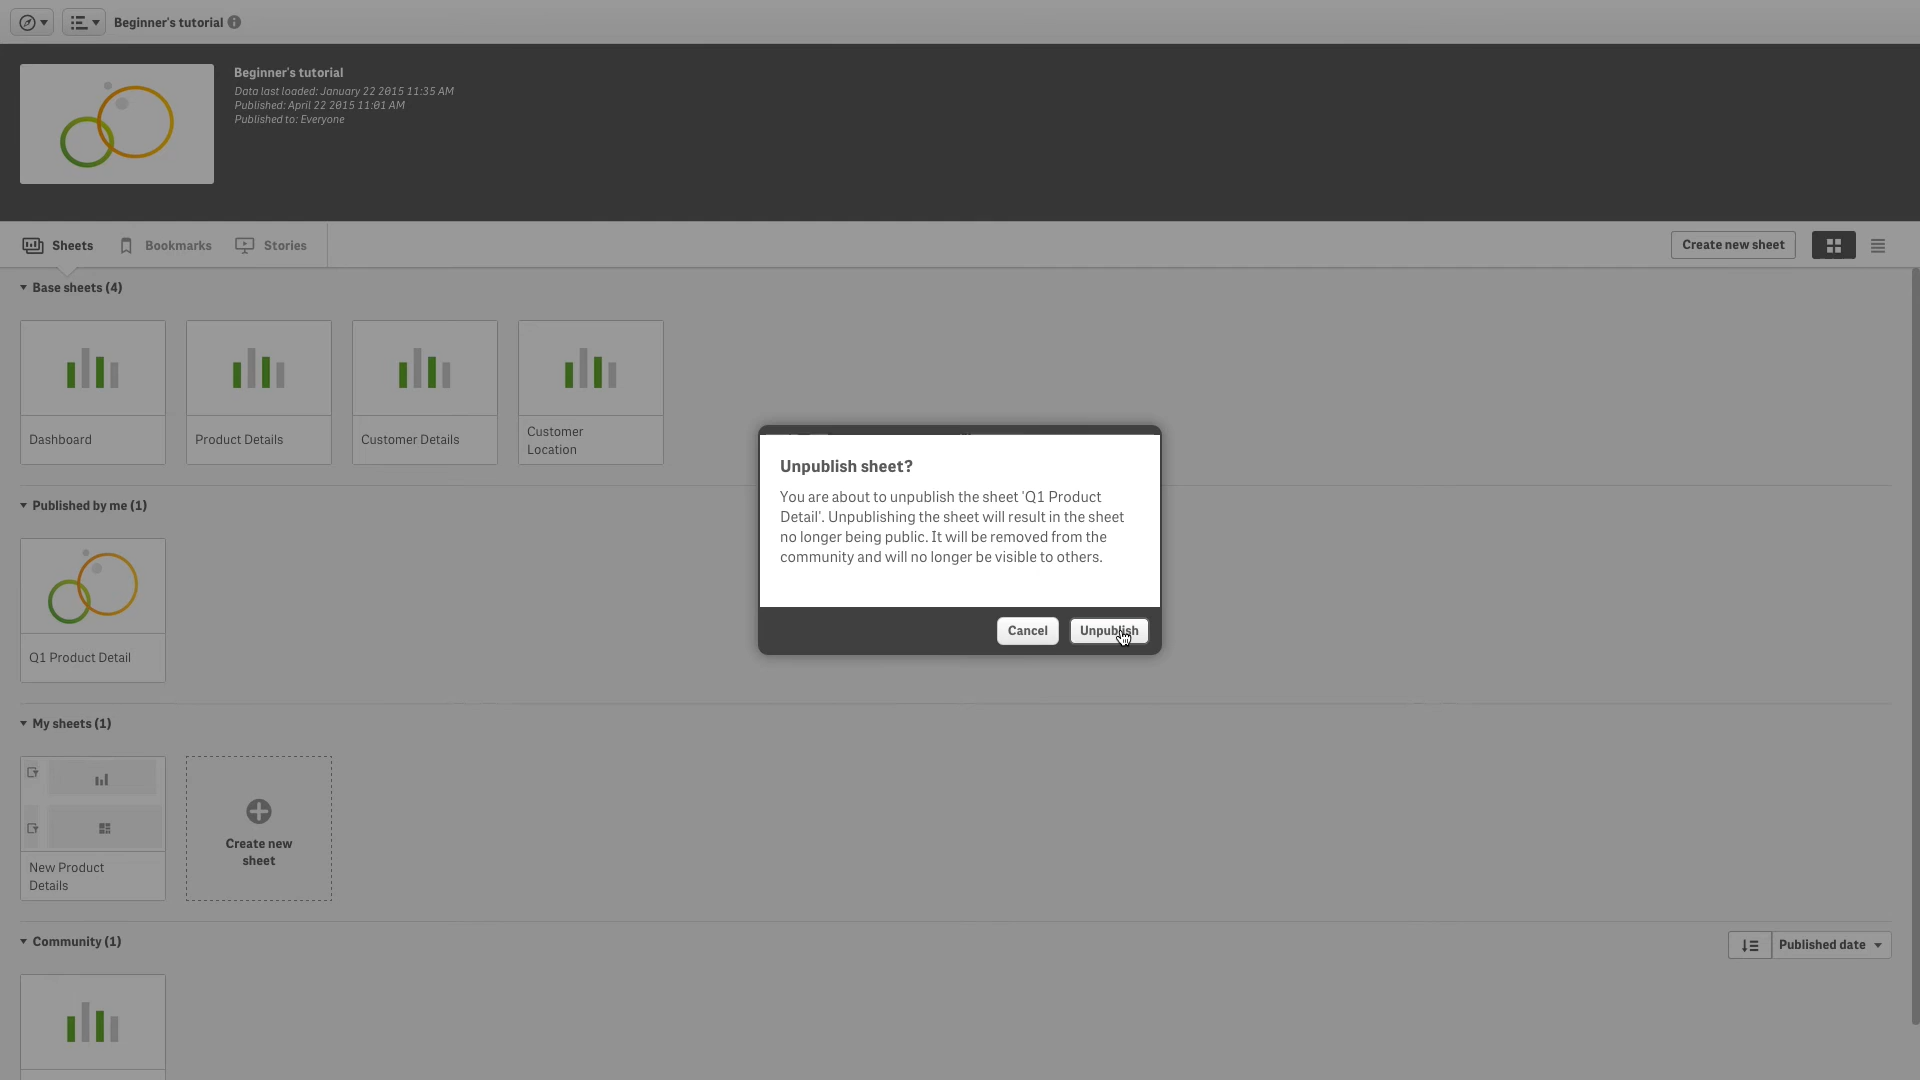 Beginner's tutorial
Beginner's tutorial
Data last loaded: January 22 2015 11:35 AM
Published: April 22 2015 11:01 AM
Published to: Everyone
Sheets
Bookmarks
Stories
Create new sheet
Base sheets (4)
Dashboard
Product Details
Customer Details
Customer
Location
Unpublish sheet?
You are about to unpublish the sheet 'Q1 Product
Detail'. Unpublishing the sheet will result in the sheet
no longer being public. It will be removed from the
community and will no longer be visible to others.
Cancel
Unpublish
Published by me (1)
Q1 Product Detail
My sheets (1)
New Product
Details
Create new
sheet
Community (1)
Published date